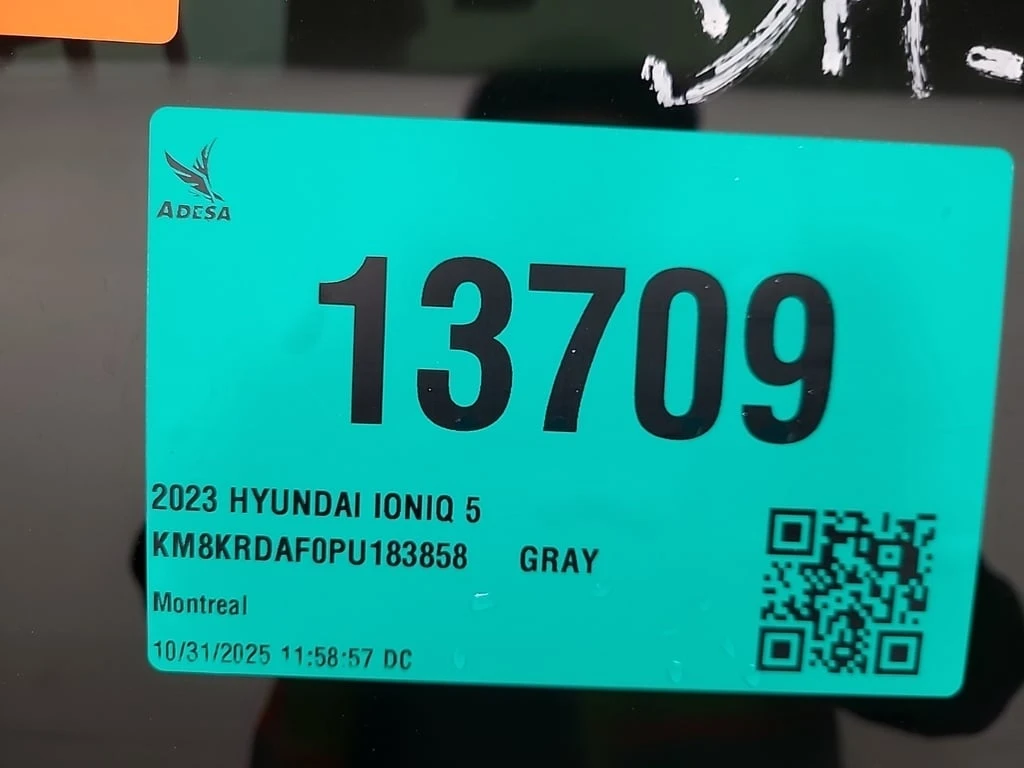 ADESA
13709
2023 HYUNDAI IONIQ 5
KM8KRDAF0PU183858 GRAY
Montreal
10/31/2025 11:58:57 DC